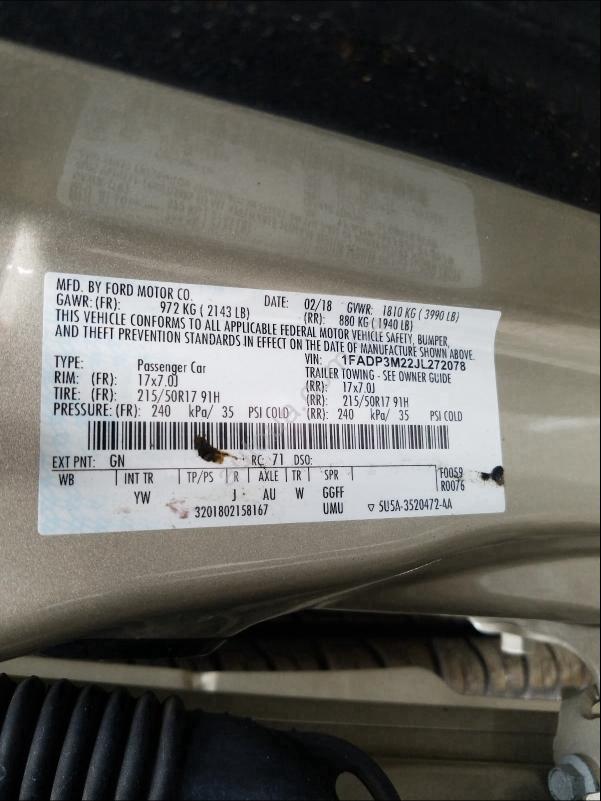 MFD. BY FORD MOTOR CO. DATE: 02/18 GVWR: 1810 KG ( 3990 LB)
GAWR: (FR): 972 KG ( 2143 LB) (RR): 880 KG ( 1940 LB)
THIS VEHICLE CONFORMS TO ALL APPLICABLE FEDERAL MOTOR VEHICLE SAFETY, BUMPER,
AND THEFT PREVENTION STANDARDS IN EFFECT ON THE DATE OF MANUFACTURE SHOWN ABOVE.
VIN: 1FADP3M22JL272078
TYPE: Passenger Car TRAILER TOWING - SEE OWNER GUIDE
RIM: (FR): 17x7.0J (RR): 17x7.0J
TIRE: (FR): 215/50R17 91H (RR): 215/50R17 91H
PRESSURE: (FR): 240 kPa/ 35 PSI COLD (RR): 240 kPa/ 35 PSI COLD
EXT PNT: GN RC: 71 DSO: F0059
WB INT TR TP/PS R AXLE TR SPR R0076
YW J AU W GGFF
3201802158167 UMU ▽ 5U5A-3520472-AA